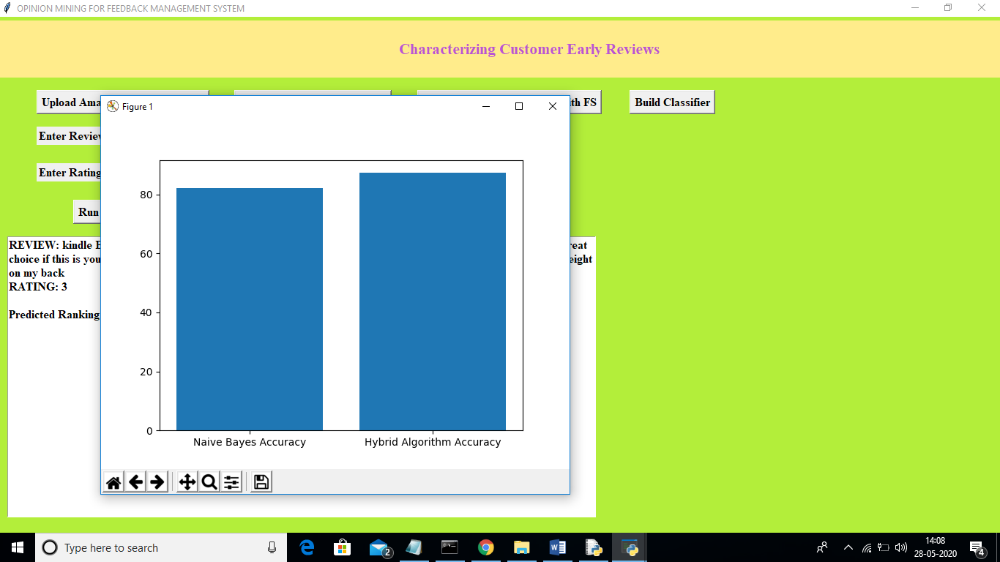 OPINION MINING FOR FEEDBACK MANAGEMENT SYSTEM
Characterizing Customer Early Reviews
Upload Ama
ith FS
Build Classifier
Figure 1
Enter Review
Enter Rating
Run
REVIEW: kindle
reat
choice if this is you
eight
on my back
RATING: 3
Predicted Ranking
80
60
40
20
0
Naive Bayes Accuracy
Hybrid Algorithm Accuracy
Type here to search
2
14:08
28-05-2020
4